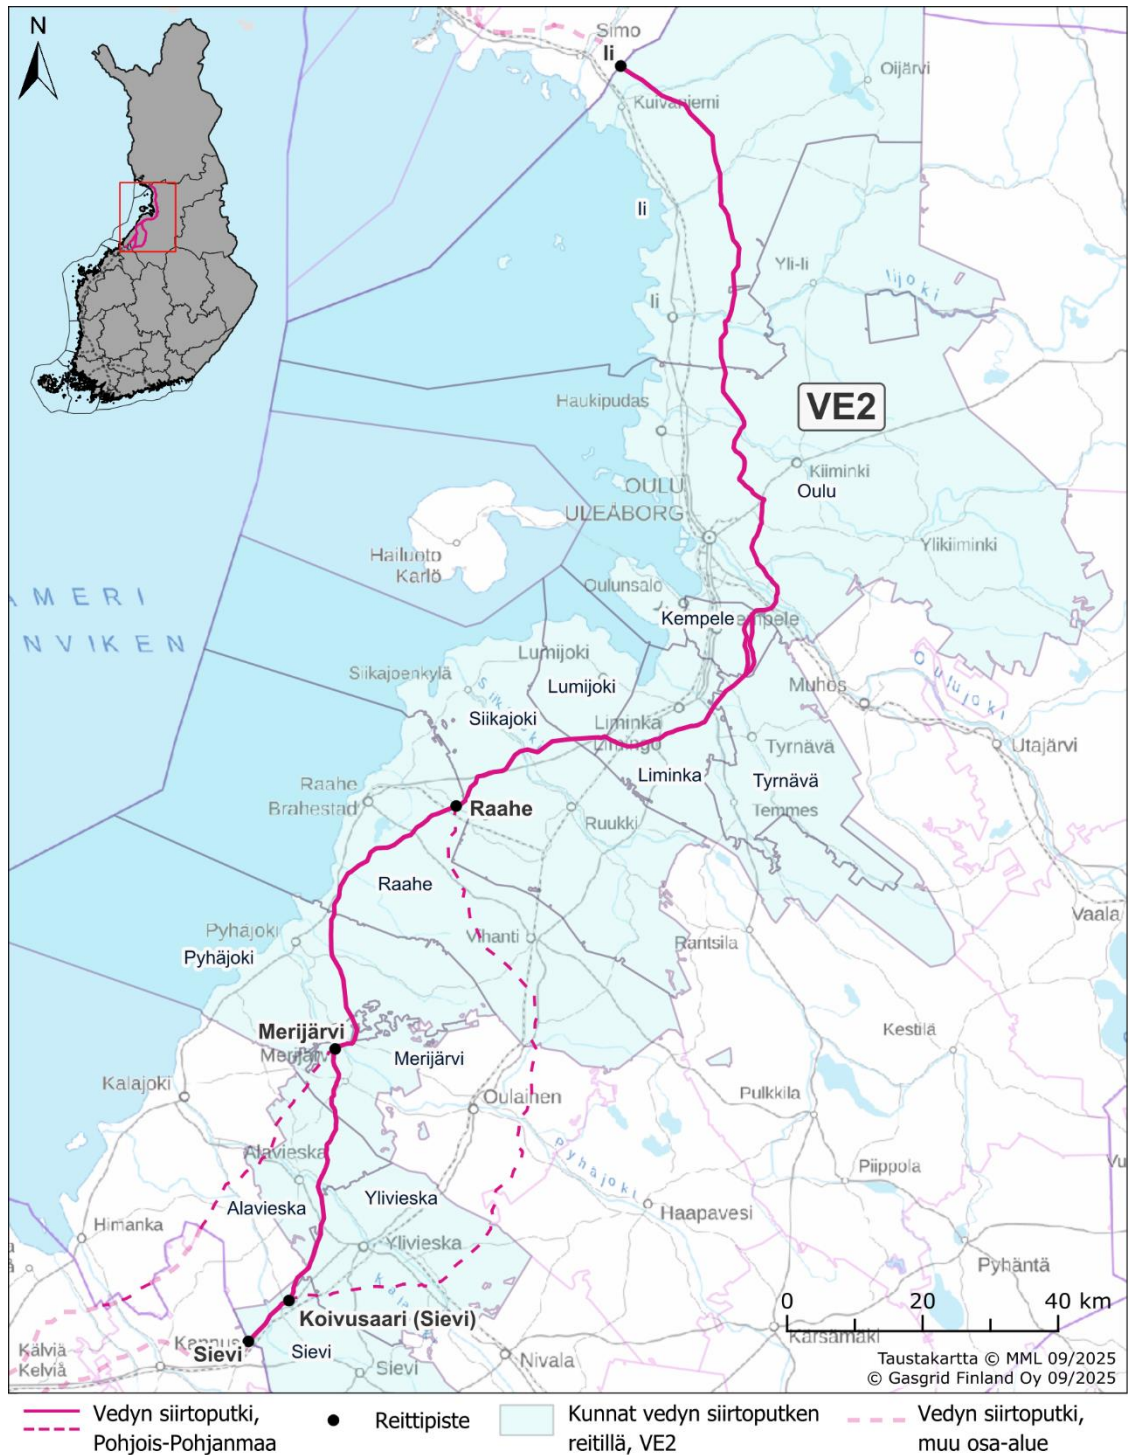 N
Simo
Ii
Oijärvi
Kuivaniemi
Ii
Yli-Ii
Iijoki
Ii
VE2
Haukipudas
Kiiminki
OULU
Oulu
ULEÅBORG
Ylikiiminki
Hailuoto
Karlö
Oulunsalo
AMERI
Kempele
NVIKEN
Lumijoki
Oulujoki
Siikajoenkylä
Lumijoki
Muhos
Siikajoki
Liminka
Limingo
Tyrnävä
Utajärvi
Liminka
Tyrnävä
Raahe
Brahestad
Raahe
Ruukki
Temmes
Raahe
Vaala
Pyhäjoki
Vihanti
Rantsila
Pyhäjoki
Merijärvi
Kestilä
Merijärvi
Merijärvi
Kalajoki
Oulainen
Pulkkila
Pyhäjoki
Alavieska
Piippola
Ylivieska
Alavieska
Haapavesi
Himanka
Ylivieska
Pyhäntä
Koivusaari (Sievi)
0 20 40 km
Kannus
Kärsämäki
Sievi
Sievi
Kälviä
Kelviå
Sievi
Nivala
Taustakartta © MML 09/2025
© Gasgrid Finland Oy 09/2025
Vedyn siirtoputki,
Pohjois-Pohjanmaa
Reittipiste
Kunnat vedyn siirtoputken
reitillä, VE2
Vedyn siirtoputki,
muu osa-alue